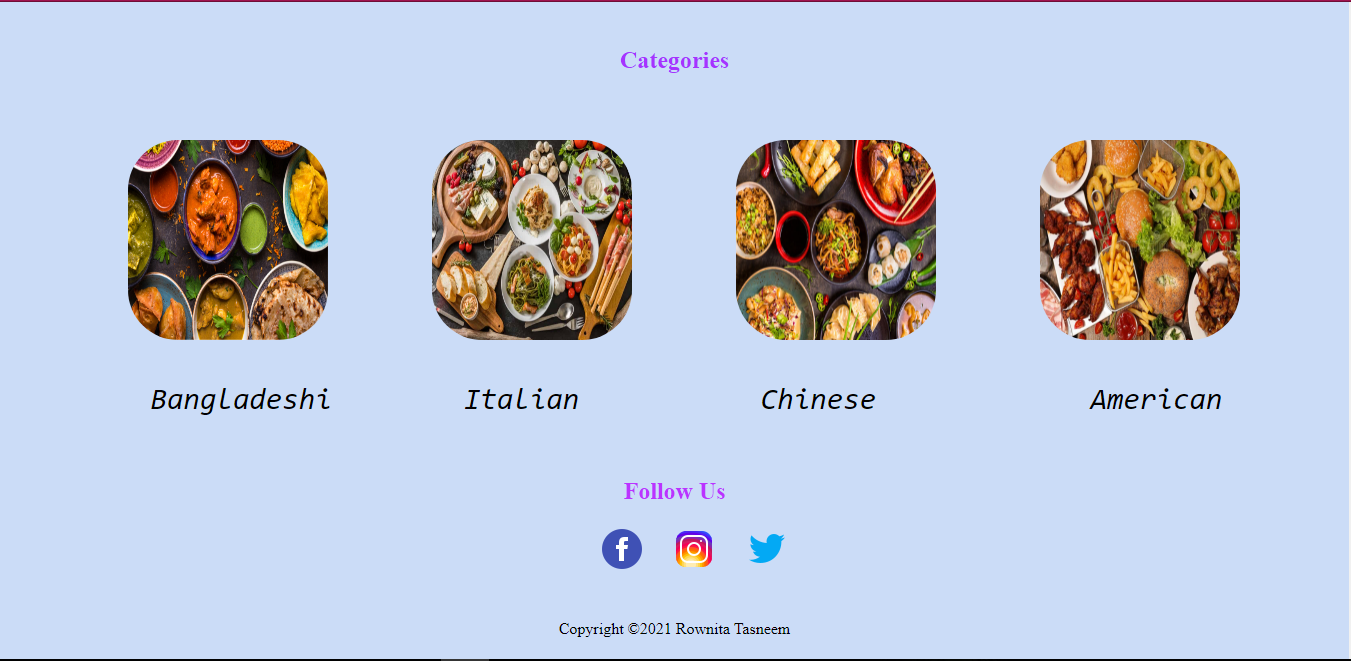 Categories
Bangladeshi Italian Chinese American
Follow Us
Copyright ©2021 Rownita Tasneem